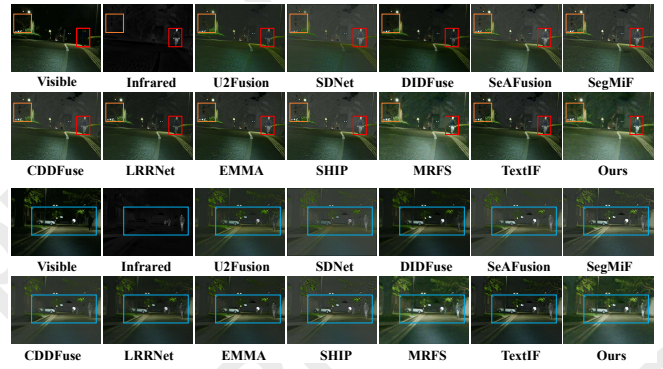 Visible Infrared U2Fusion SDNet DIDFuse SeAFusion SegMiF
CDDFuse LRRNet EMMA SHIP MRFS TextIF Ours
Visible Infrared U2Fusion SDNet DIDFuse SeAFusion SegMiF
CDDFuse LRRNet EMMA SHIP MRFS TextIF Ours